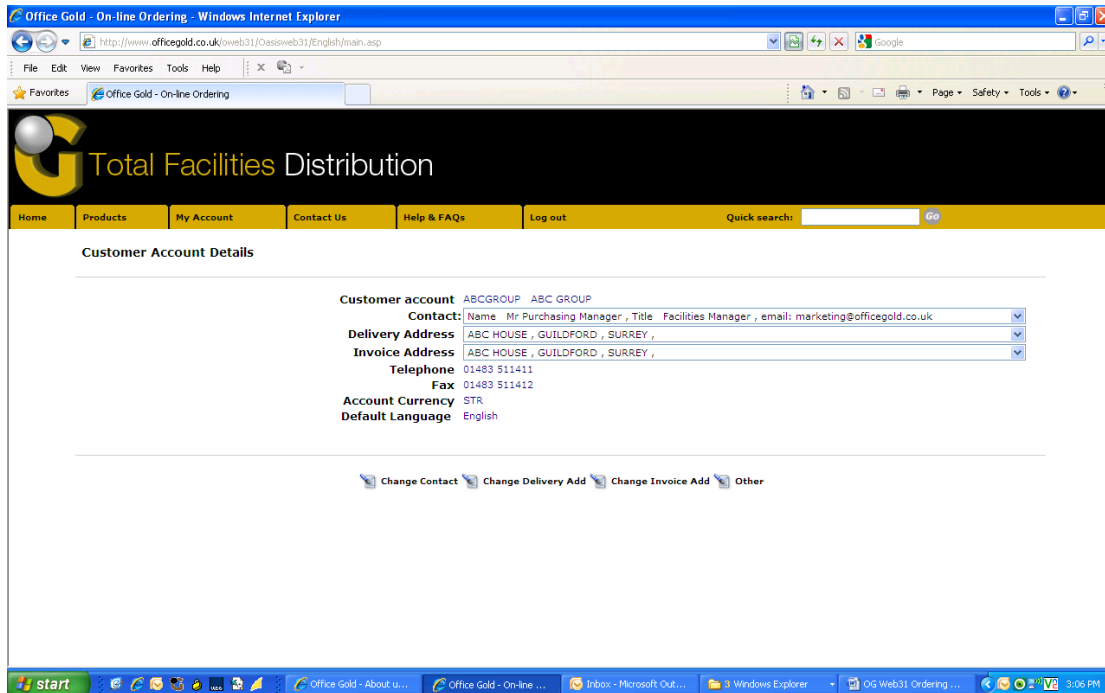 Office Gold - On-line Ordering - Windows Internet Explorer
http://www.officegold.co.uk/oweb31/Oasisweb31/English/main.asp
Google
File Edit View Favorites Tools Help
Favorites Office Gold - On-line Ordering Page Safety Tools
Total Facilities Distribution
Home Products My Account Contact Us Help & FAQs Log out Quick search: Go
Customer Account Details
Customer account ABCGROUP ABC GROUP
Contact: Name Mr Purchasing Manager , Title Facilities Manager , email: marketing@officegold.co.uk
Delivery Address ABC HOUSE , GUILDFORD , SURREY ,
Invoice Address ABC HOUSE , GUILDFORD , SURREY ,
Telephone 01483 511411
Fax 01483 511412
Account Currency STR
Default Language English
Change Contact Change Delivery Add Change Invoice Add Other
start Office Gold - About u... Office Gold - On-line ... Inbox - Microsoft Out... 3 Windows Explorer OG Web31 Ordering ... 3:06 PM